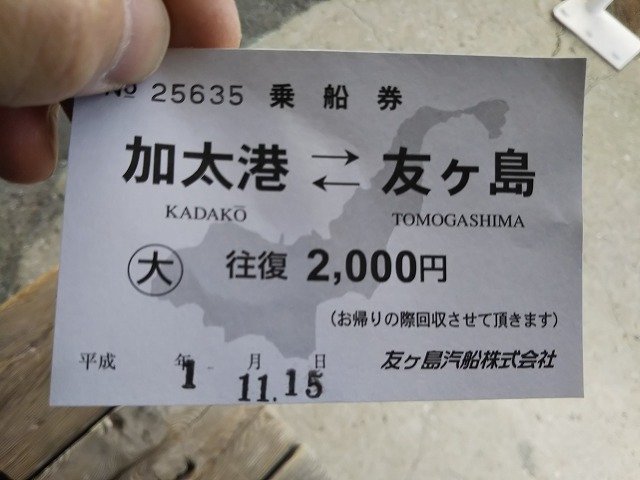 № 25635 乗船券
加太港 ⇄ 友ヶ島
KADAKŌ TOMOGASHIMA
大 往復 2,000円
(お帰りの際回収させて頂きます)
平成 年 月 日 友ヶ島汽船株式会社
1 11.15